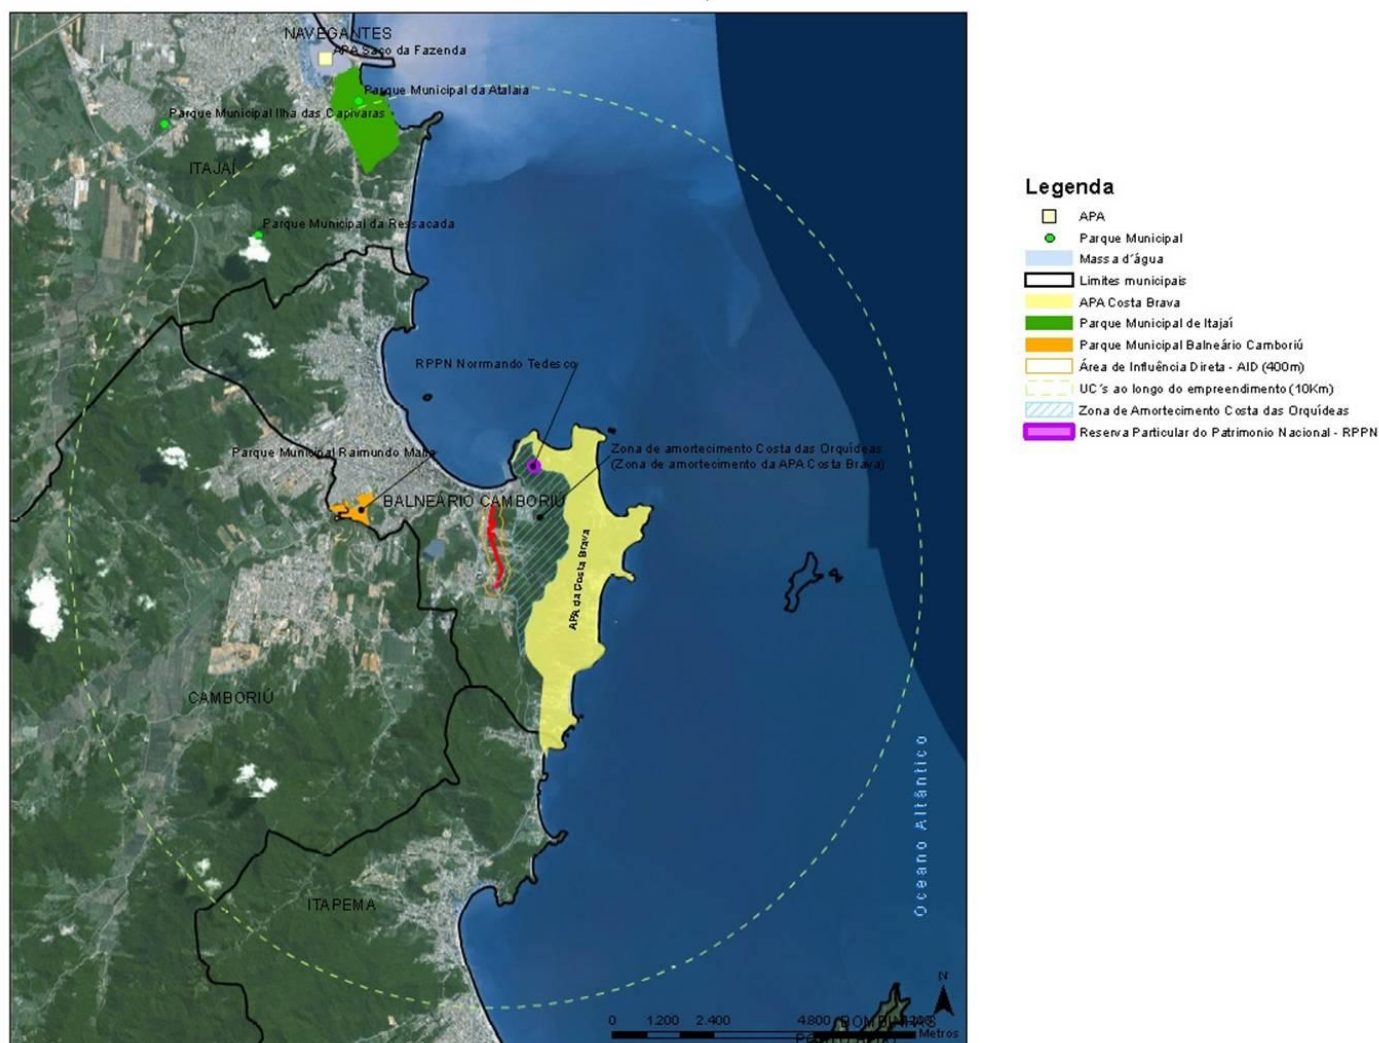 NAVEGANTES
APA Saco da Fazenda
Parque Municipal da Atalaia
Parque Municipal Ilha das Capivaras
ITAJAÍ
Parque Municipal da Ressacada
RPPN Norrmando Tedesco
Zona de amortecimento Costa das Orquídeas
(Zona de amortecimento da APA Costa Brava)
Parque Municipal Raimundo Malta
BALNEÁRIO CAMBORIÚ
APA da Costa Brava
CAMBORIÚ
Oceano Altântico
ITAPEMA
N
0 1.200 2.400 4.800
BOMBINHAS
Metros
Legenda
APA
Parque Municipal
Massa d´água
Limites municipais
APA Costa Brava
Parque Municipal de Itajaí
Parque Municipal Balneário Camboriú
Área de Influência Direta - AID (400m)
UC´s ao longo do empreendimento (10Km)
Zona de Amortecimento Costa das Orquídeas
Reserva Particular do Patrimonio Nacional - RPPN